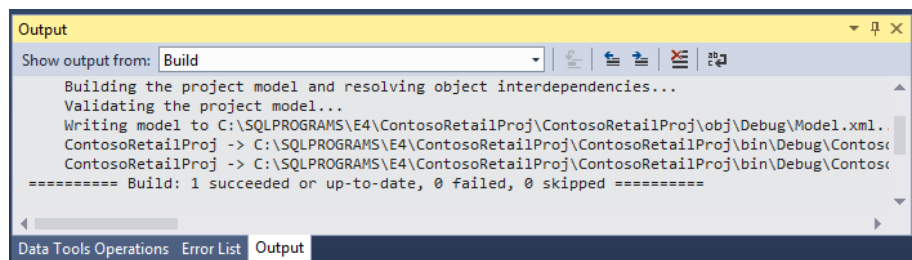 Output
Show output from: Build
Building the project model and resolving object interdependencies...
Validating the project model...
Writing model to C:\SQLPROGRAMS\E4\ContosoRetailProj\ContosoRetailProj\obj\Debug\Model.xml..
ContosoRetailProj -> C:\SQLPROGRAMS\E4\ContosoRetailProj\ContosoRetailProj\bin\Debug\Contos
ContosoRetailProj -> C:\SQLPROGRAMS\E4\ContosoRetailProj\ContosoRetailProj\bin\Debug\Contos
========== Build: 1 succeeded or up-to-date, 0 failed, 0 skipped ==========
Data Tools Operations Error List Output